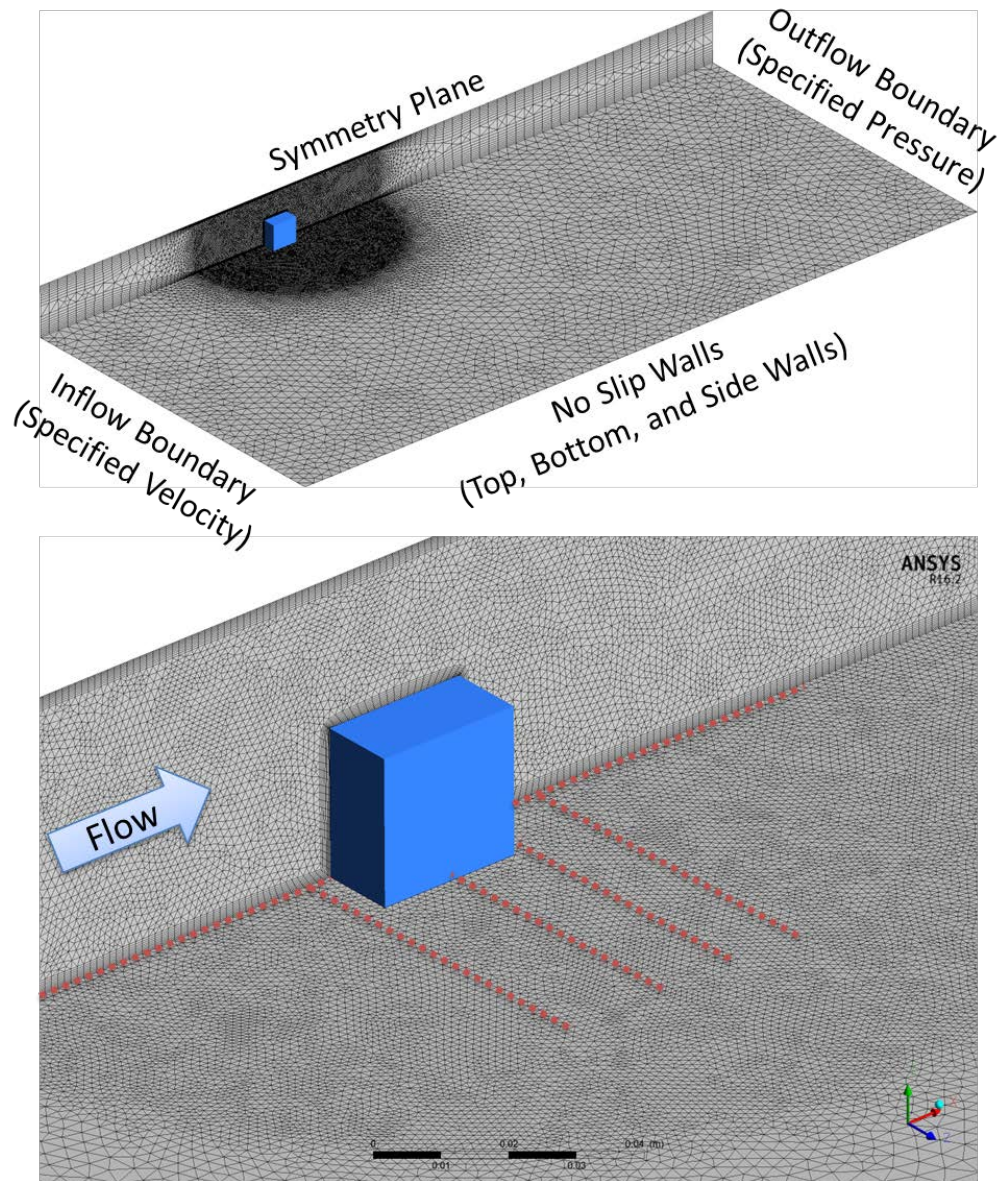 Outflow Boundary
(Specified Pressure)
Symmetry Plane
Inflow Boundary
(Specified Velocity)
No Slip Walls
(Top, Bottom, and Side Walls)
ANSYS
R16.2
Flow
0 0.02 0.04 (m)
0.01 0.03